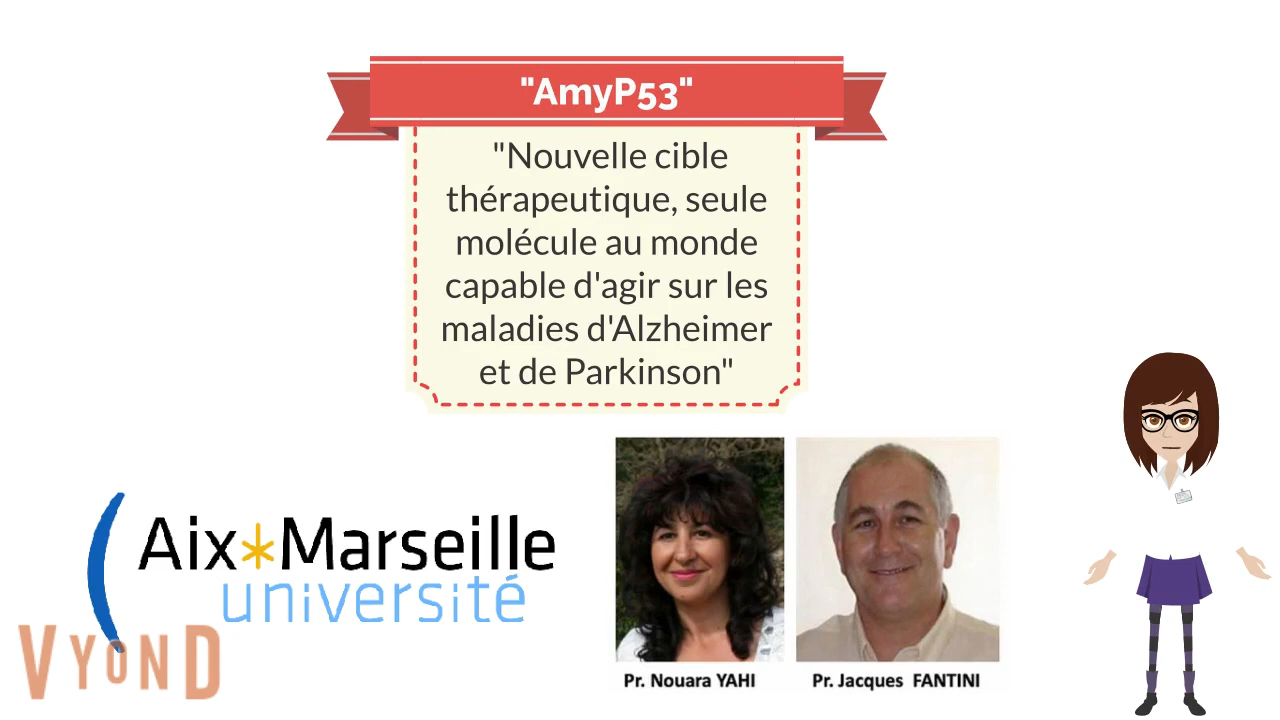 "AmyP53"
"Nouvelle cible
thérapeutique, seule
molécule au monde
capable d'agir sur les
maladies d'Alzheimer
et de Parkinson"
Aix*Marseille
université
VYOND
Pr. Nouara YAHI
Pr. Jacques FANTINI